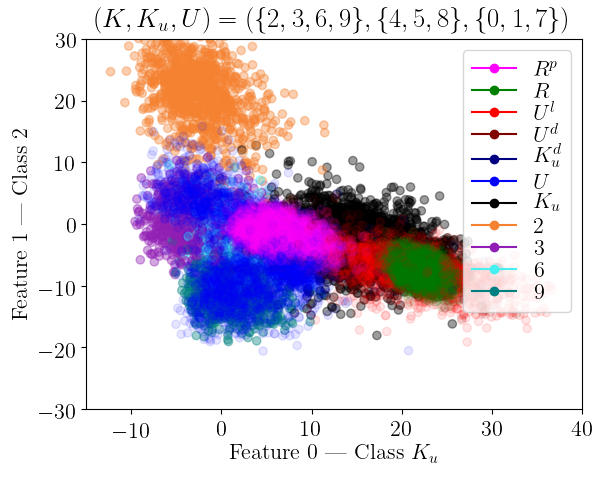 (K, K_u, U) = ({2, 3, 6, 9}, {4, 5, 8}, {0, 1, 7})
30
20
10
0
−10
−20
−30
Feature 1 — Class 2
R^p
R
U^l
U^d
K_u^d
U
K_u
2
3
6
9
−10
0
10
20
30
40
Feature 0 — Class K_u